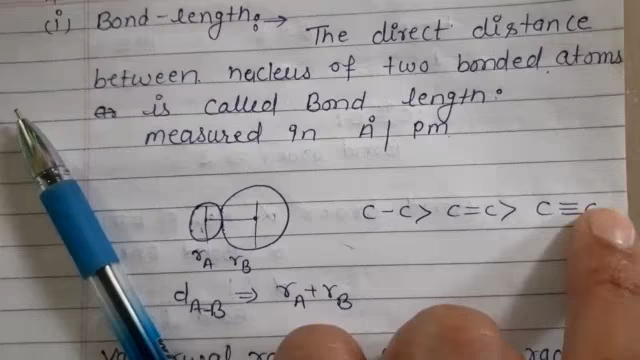 (i) Bond-length:→ The direct distance
between nucleus of two bonded atoms
is called Bond length.
measured in Å/pm
C-C> C=C> C≡C
rA rB
dA-B ⇒ rA+rB